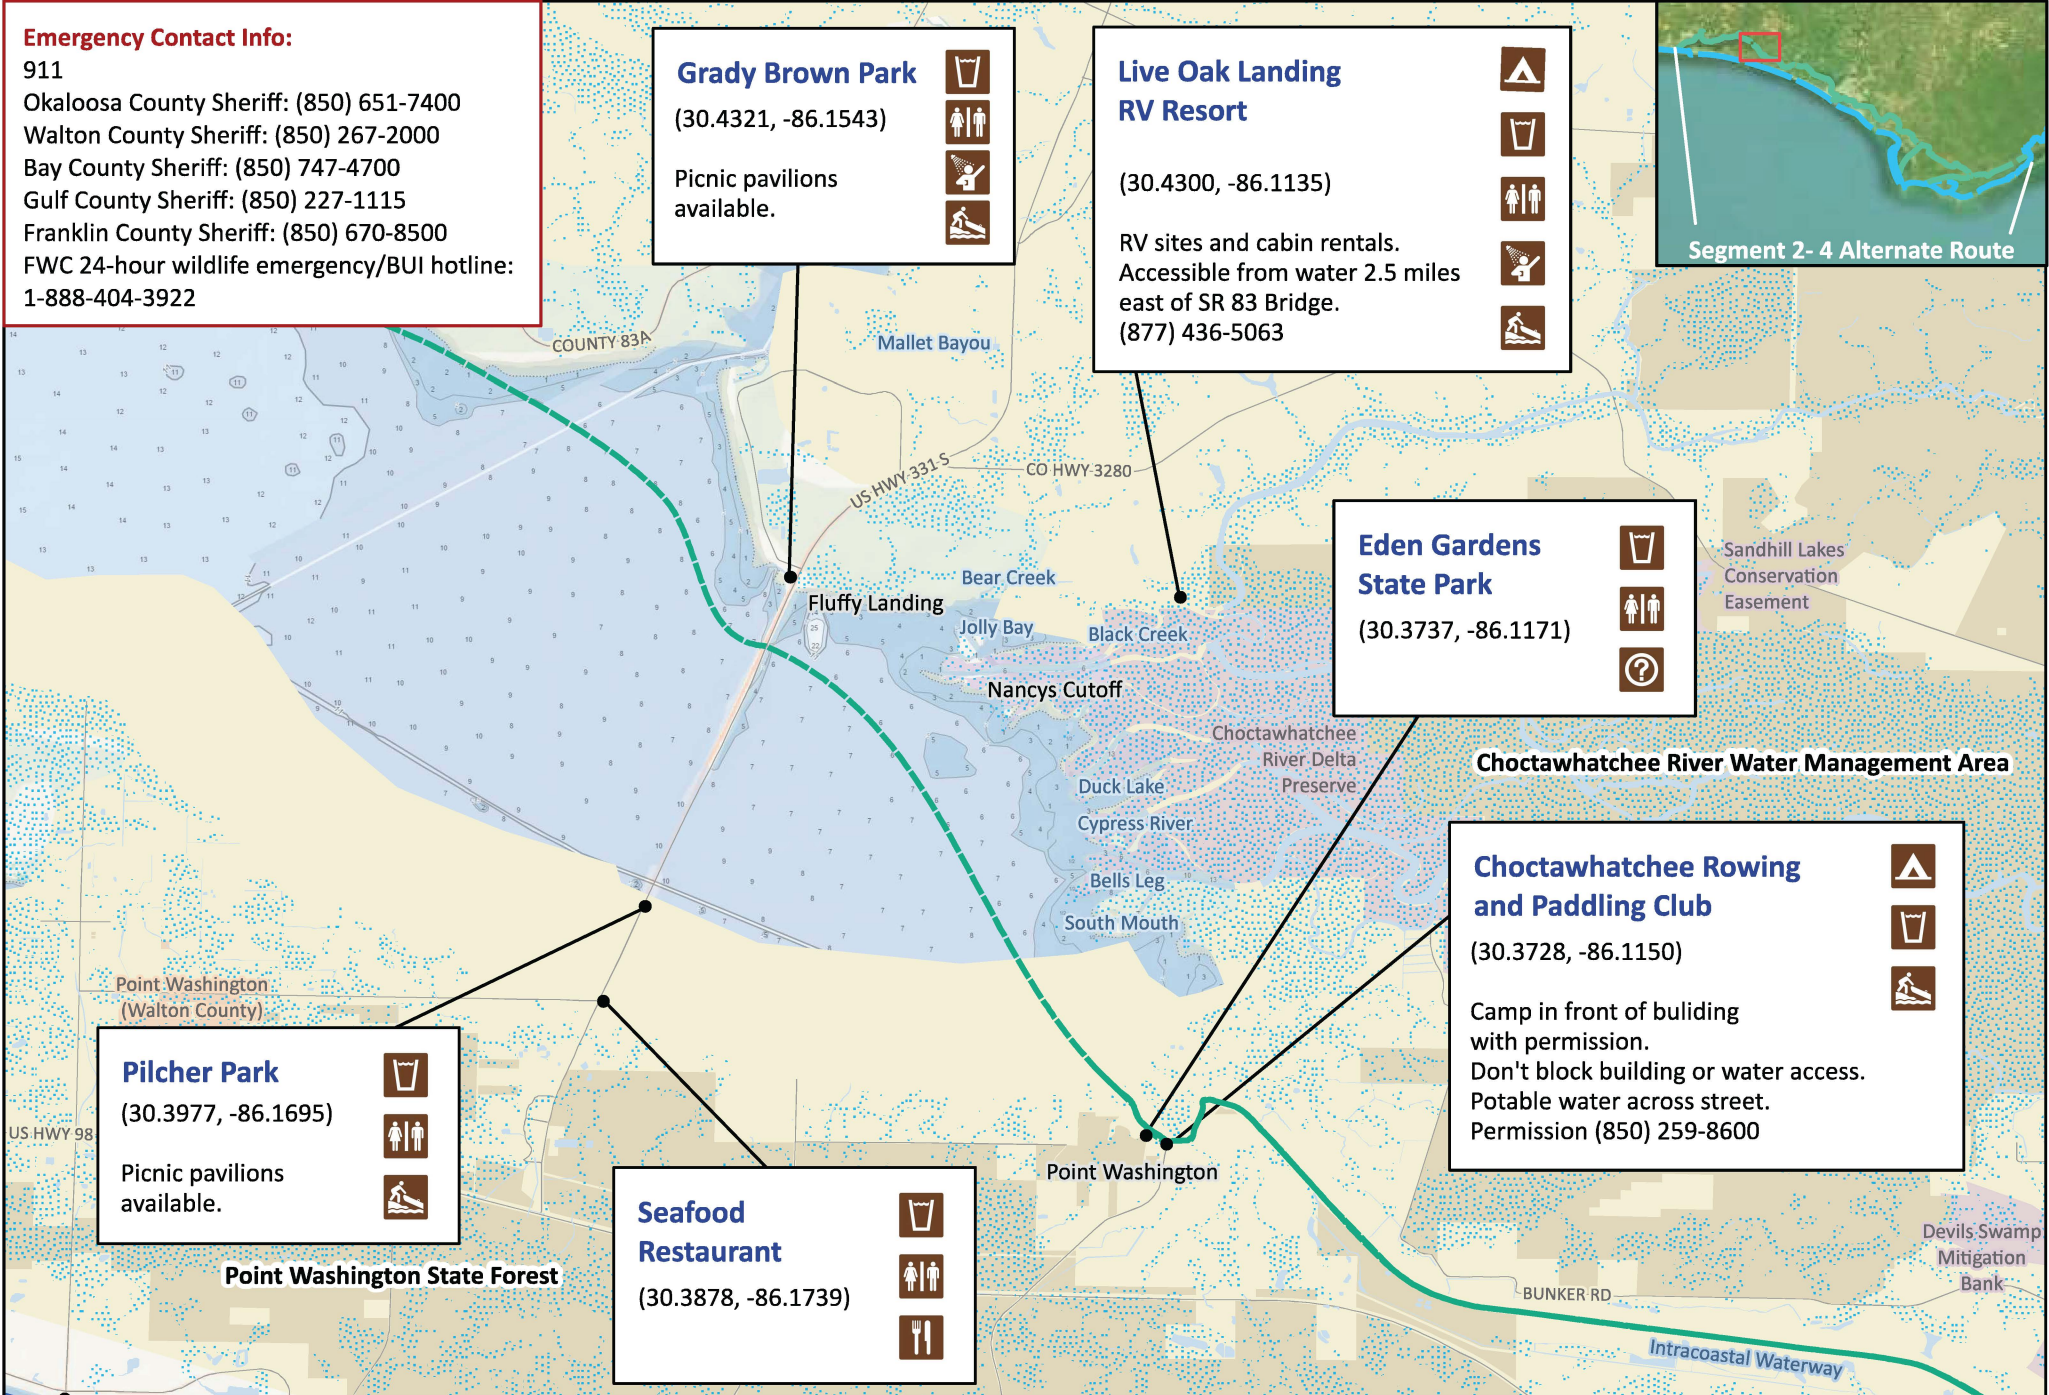 Emergency Contact Info:
911
Okaloosa County Sheriff: (850) 651-7400
Walton County Sheriff: (850) 267-2000
Bay County Sheriff: (850) 747-4700
Gulf County Sheriff: (850) 227-1115
Franklin County Sheriff: (850) 670-8500
FWC 24-hour wildlife emergency/BUI hotline:
1-888-404-3922
Grady Brown Park
(30.4321, -86.1543)
Picnic pavilions
available.
Live Oak Landing
RV Resort
(30.4300, -86.1135)
RV sites and cabin rentals.
Accessible from water 2.5 miles
east of SR 83 Bridge.
(877) 436-5063
Segment 2- 4 Alternate Route
COUNTY 83A
Mallet Bayou
US HWY 331 S
CO HWY 3280
Eden Gardens
State Park
(30.3737, -86.1171)
Sandhill Lakes
Conservation
Easement
Bear Creek
Fluffy Landing
Jolly Bay
Black Creek
Nancys Cutoff
Choctawhatchee
River Delta
Preserve
Choctawhatchee River Water Management Area
Duck Lake
Cypress River
Bells Leg
South Mouth
Choctawhatchee Rowing
and Paddling Club
(30.3728, -86.1150)
Camp in front of buliding
with permission.
Don't block building or water access.
Potable water across street.
Permission (850) 259-8600
Point Washington
(Walton County)
Pilcher Park
(30.3977, -86.1695)
Picnic pavilions
available.
US HWY 98
Point Washington
Seafood
Restaurant
(30.3878, -86.1739)
Point Washington State Forest
Devils Swamp
Mitigation
Bank
BUNKER RD
Intracoastal Waterway